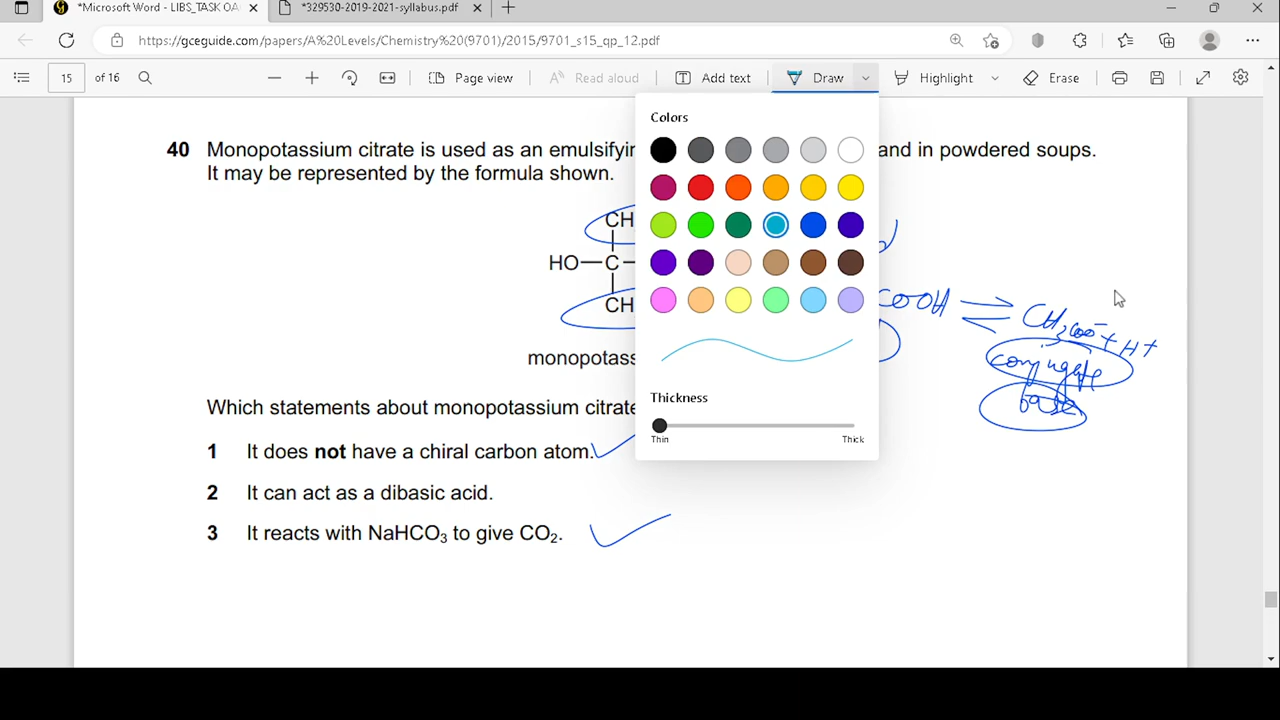 *Microsoft Word - LIBS_TASK OA
*329530-2019-2021-syllabus.pdf
https://gceguide.com/papers/A%20Levels/Chemistry%20(9701)/2015/9701_s15_qp_12.pdf
15 of 16
Page view
Read aloud
Add text
Draw
Highlight
Erase
Colors
40 Monopotassium citrate is used as an emulsifyin and in powdered soups.
It may be represented by the formula shown.
CH
HO—C—
CH
COOH ⇌ CH3COO⁻ + H⁺
conjugate
base
monopotass
Thickness
Thin Thick
Which statements about monopotassium citrate
1 It does not have a chiral carbon atom.
2 It can act as a dibasic acid.
3 It reacts with NaHCO₃ to give CO₂.